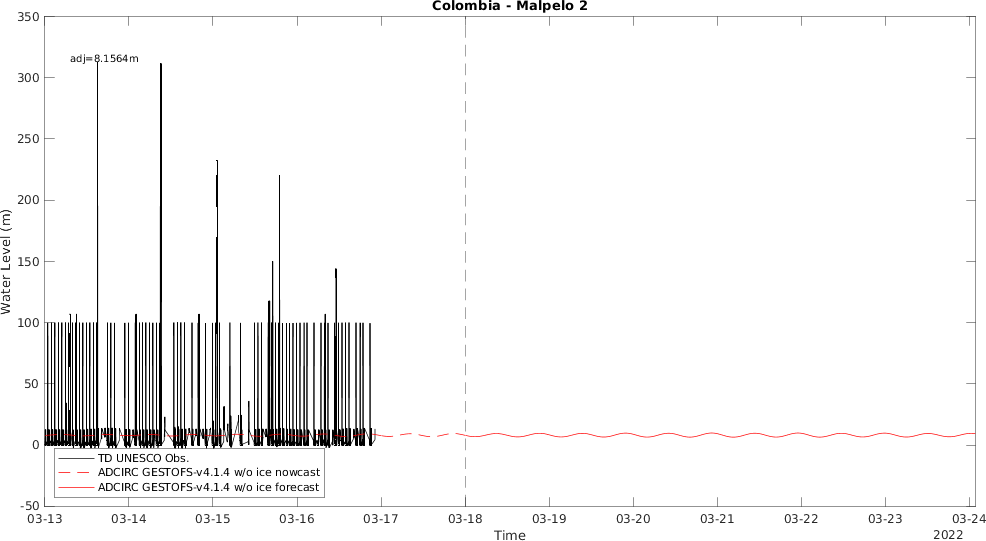 Colombia - Malpelo 2
350
300
250
200
150
100
50
0
-50
Water Level (m)
adj=8.1564m
TD UNESCO Obs.
ADCIRC GESTOFS-v4.1.4 w/o ice nowcast
ADCIRC GESTOFS-v4.1.4 w/o ice forecast
03-13 03-14 03-15 03-16 03-17 03-18 03-19 03-20 03-21 03-22 03-23 03-24
Time
2022